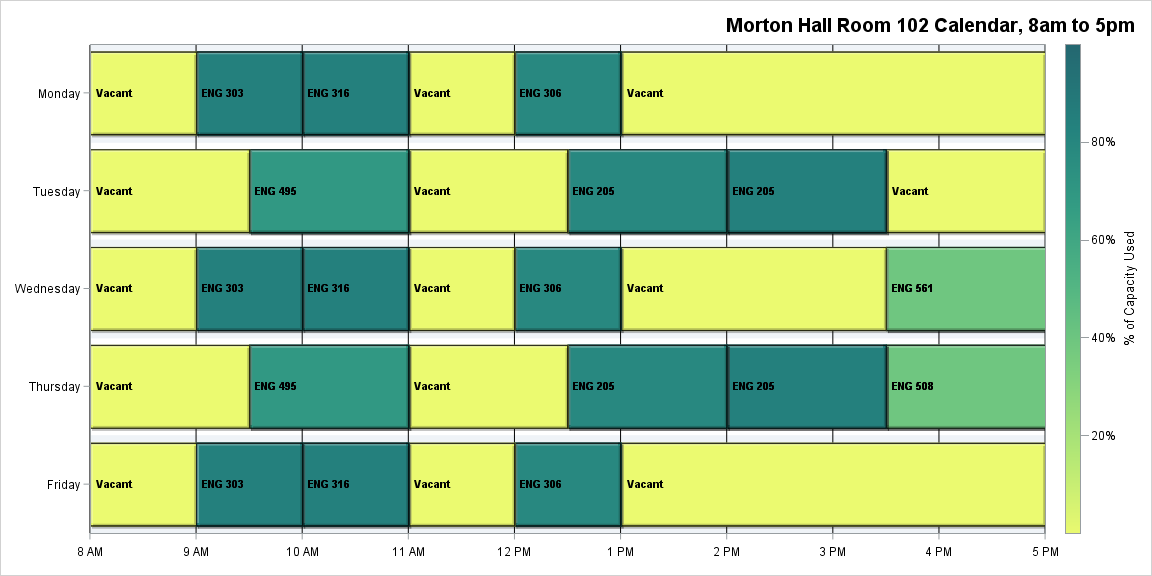 Morton Hall Room 102 Calendar, 8am to 5pm
Monday
Vacant
ENG 303
ENG 316
Vacant
ENG 306
Vacant
Tuesday
Vacant
ENG 495
Vacant
ENG 205
ENG 205
Vacant
Wednesday
Vacant
ENG 303
ENG 316
Vacant
ENG 306
Vacant
ENG 561
Thursday
Vacant
ENG 495
Vacant
ENG 205
ENG 205
ENG 508
Friday
Vacant
ENG 303
ENG 316
Vacant
ENG 306
Vacant
8 AM
9 AM
10 AM
11 AM
12 PM
1 PM
2 PM
3 PM
4 PM
5 PM
80%
60%
40%
20%
% of Capacity Used